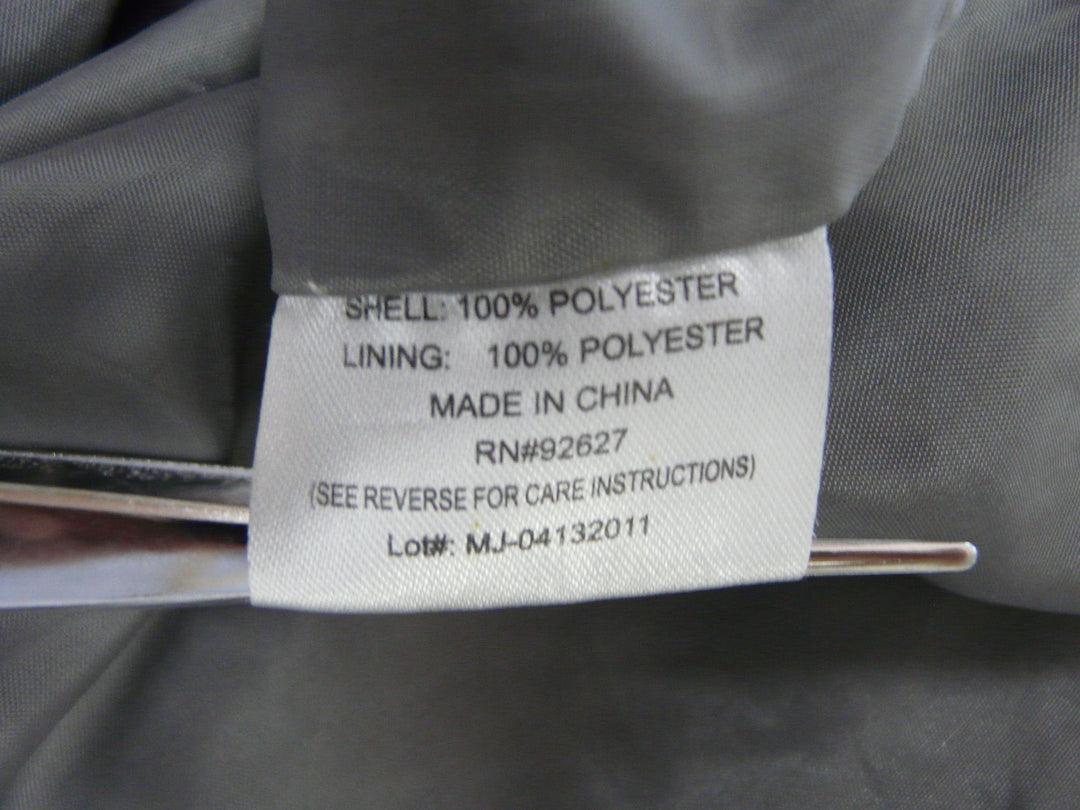 SHELL: 100% POLYESTER
LINING: 100% POLYESTER
MADE IN CHINA
RN#92627
(SEE REVERSE FOR CARE INSTRUCTIONS)
Lot#: MJ-04132011